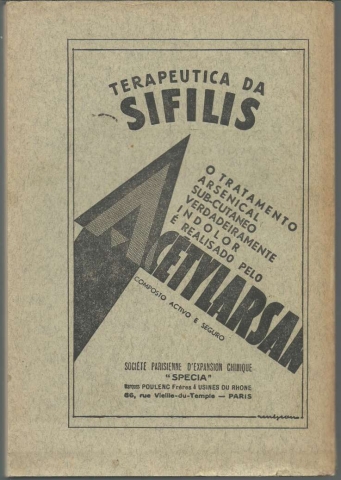 TERAPEUTICA DA
SIFILIS
O TRATAMENTO
ARSENICAL
SUB-CUTANEO
VERDADEIRAMENTE
INDOLOR
É REALISADO PELO
ACETYLARSAN
COMPOSTO ACTIVO E SEGURO
SOCIÉTÉ PARISIENNE D'EXPANSION CHIMIQUE
"SPECIA"
MARQUES POULENC Frères & USINES DU RHONE
86, rue Vieille-du-Temple — PARIS